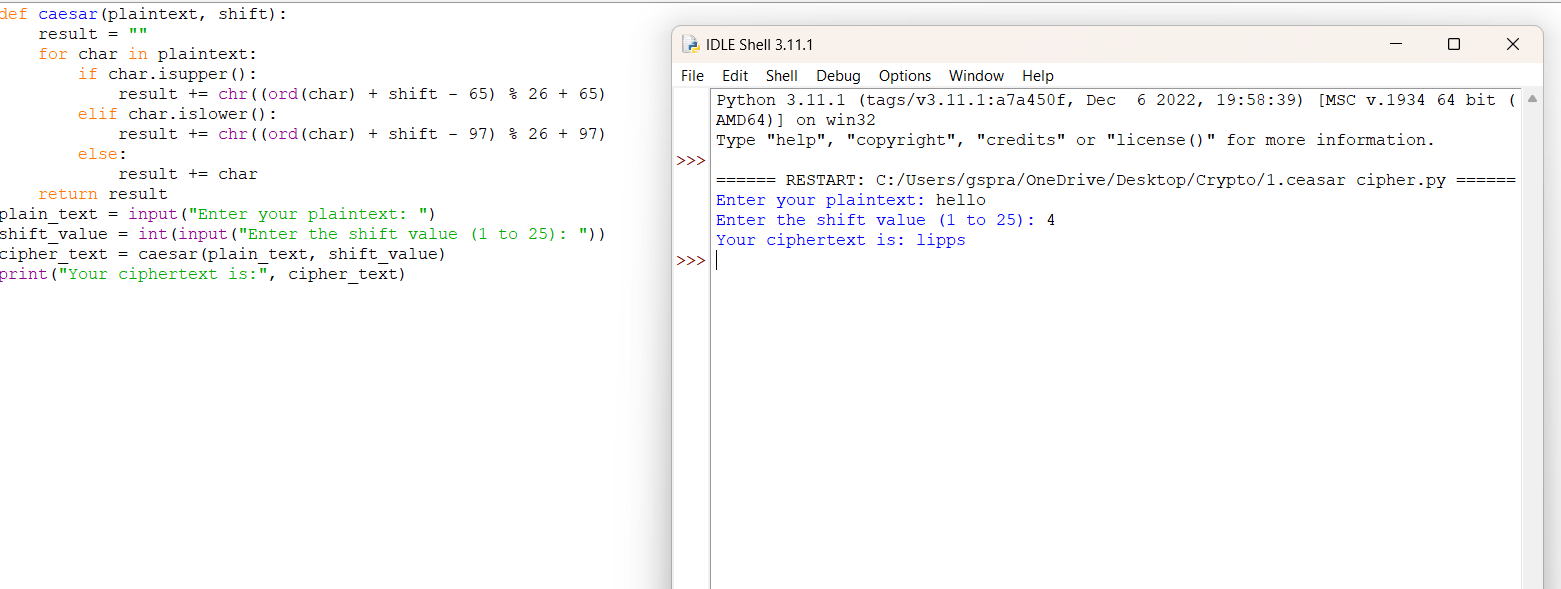 def caesar(plaintext, shift):
    result = ""
    for char in plaintext:
        if char.isupper():
            result += chr((ord(char) + shift - 65) % 26 + 65)
        elif char.islower():
            result += chr((ord(char) + shift - 97) % 26 + 97)
        else:
            result += char
    return result
plain_text = input("Enter your plaintext: ")
shift_value = int(input("Enter the shift value (1 to 25): "))
cipher_text = caesar(plain_text, shift_value)
print("Your ciphertext is:", cipher_text)
IDLE Shell 3.11.1
File Edit Shell Debug Options Window Help
Python 3.11.1 (tags/v3.11.1:a7a450f, Dec  6 2022, 19:58:39) [MSC v.1934 64 bit (
AMD64)] on win32
Type "help", "copyright", "credits" or "license()" for more information.
>>>
====== RESTART: C:/Users/gspra/OneDrive/Desktop/Crypto/1.ceasar cipher.py ======
Enter your plaintext: hello
Enter the shift value (1 to 25): 4
Your ciphertext is: lipps
>>>